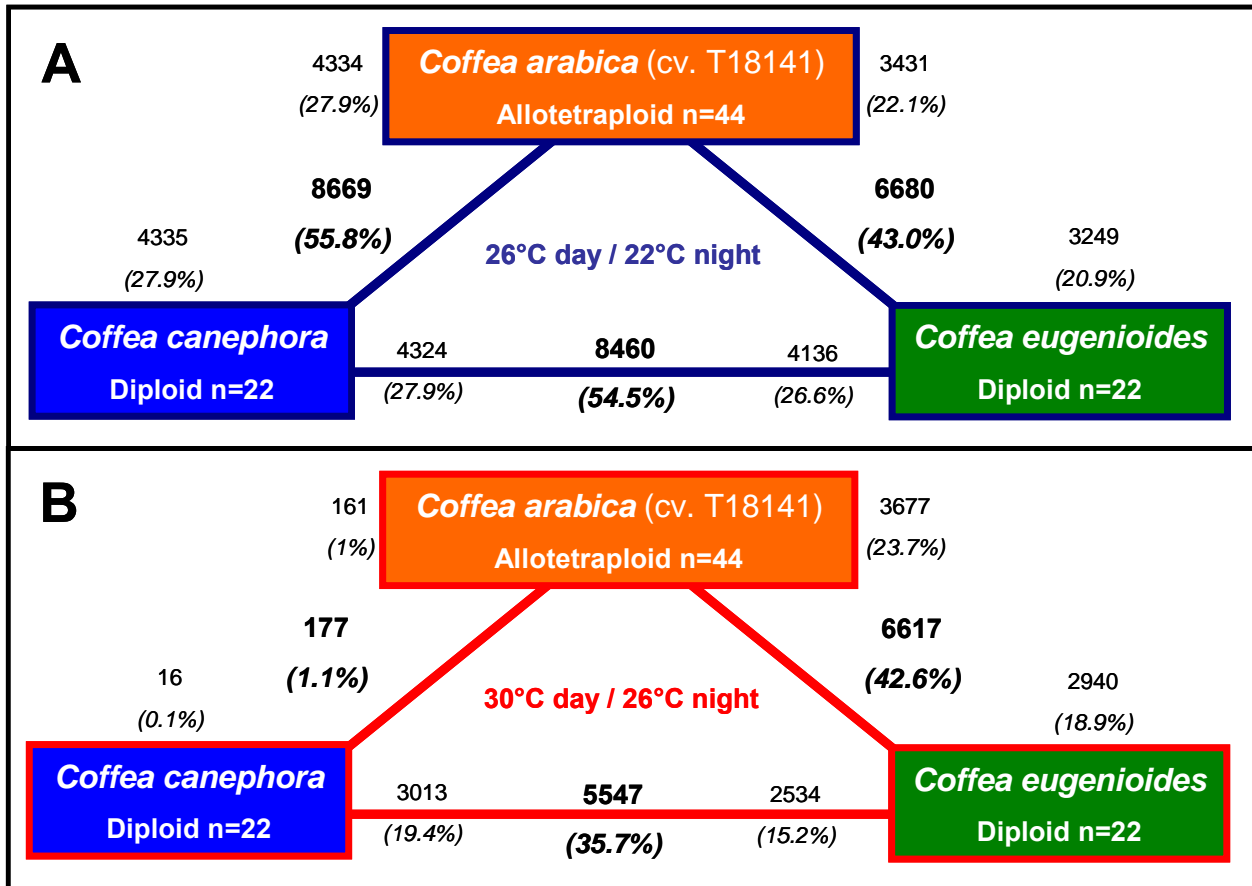 A
4334
(27.9%)
Coffea arabica (cv. T18141)
Allotetraploid n=44
3431
(22.1%)
8669
(55.8%)
6680
(43.0%)
4335
(27.9%)
26°C day / 22°C night
3249
(20.9%)
Coffea canephora
Diploid n=22
4324
(27.9%)
8460
(54.5%)
4136
(26.6%)
Coffea eugenioides
Diploid n=22
B
161
(1%)
Coffea arabica (cv. T18141)
Allotetraploid n=44
3677
(23.7%)
177
(1.1%)
6617
(42.6%)
16
(0.1%)
30°C day / 26°C night
2940
(18.9%)
Coffea canephora
Diploid n=22
3013
(19.4%)
5547
(35.7%)
2534
(15.2%)
Coffea eugenioides
Diploid n=22